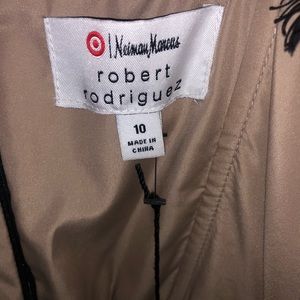 | Neiman Marcus
robert
rodriguez
10
MADE IN
CHINA